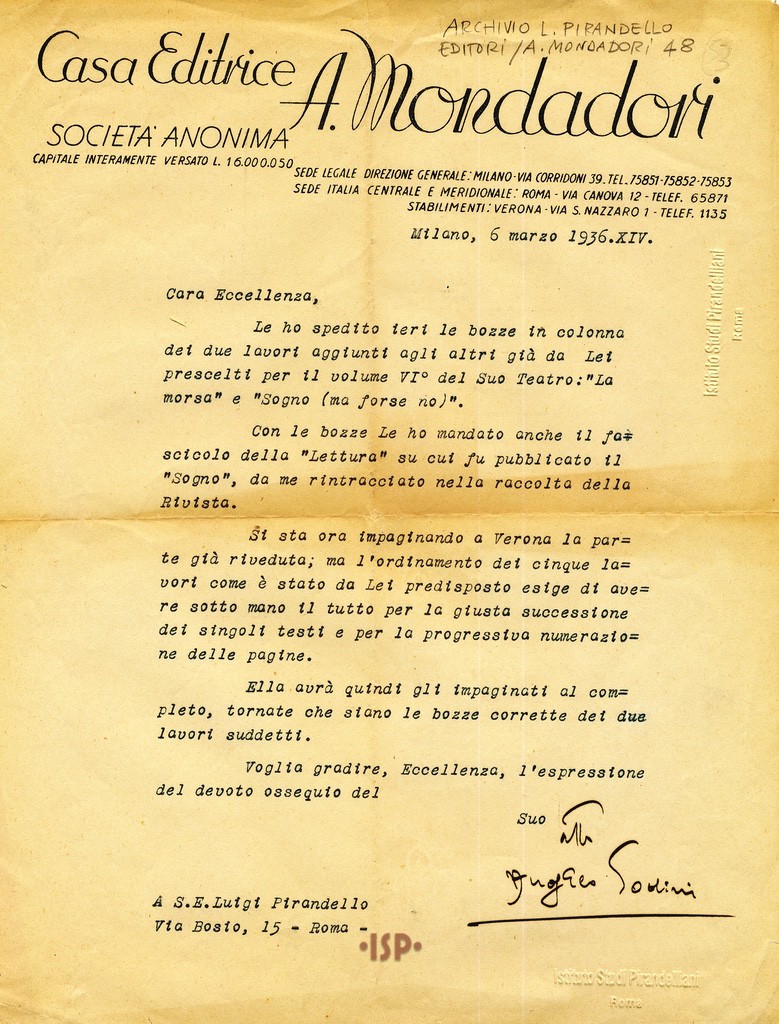 ARCHIVIO L. PIRANDELLO
EDITORI / A. MONDADORI 48
Casa Editrice A. Mondadori
SOCIETÀ ANONIMA
CAPITALE INTERAMENTE VERSATO L. 16.000.050
SEDE LEGALE DIREZIONE GENERALE: MILANO - VIA CORRIDONI 39. TEL. 75851-75852-75853
SEDE ITALIA CENTRALE E MERIDIONALE: ROMA - VIA CANOVA 12 - TELEF. 65871
STABILIMENTI: VERONA - VIA S. NAZZARO 1 - TELEF. 1135
Milano, 6 marzo 1936.XIV.
Istituto Studi Pirandelliani
Roma
Cara Eccellenza,
Le ho spedito ieri le bozze in colonna
dei due lavori aggiunti agli altri già da Lei
prescelti per il volume VI° del Suo Teatro:"La
morsa" e "Sogno (ma forse no)".
Con le bozze Le ho mandato anche il fa=
scicolo della "Lettura" su cui fu pubblicato il
"Sogno", da me rintracciato nella raccolta della
Rivista.
Si sta ora impaginando a Verona la par=
te già riveduta; ma l'ordinamento dei cinque la=
vori come è stato da Lei predisposto esige di ave=
re sotto mano il tutto per la giusta successione
dei singoli testi e per la progressiva numerazio=
ne delle pagine.
Ella avrà quindi gli impaginati al com=
pleto, tornate che siano le bozze corrette dei due
lavori suddetti.
Voglia gradire, Eccellenza, l'espressione
del devoto ossequio del
Suo
Angelo Sodini
A S.E.Luigi Pirandello
Via Bosio, 15 - Roma -
•ISP•
Istituto Studi Pirandelliani
Roma